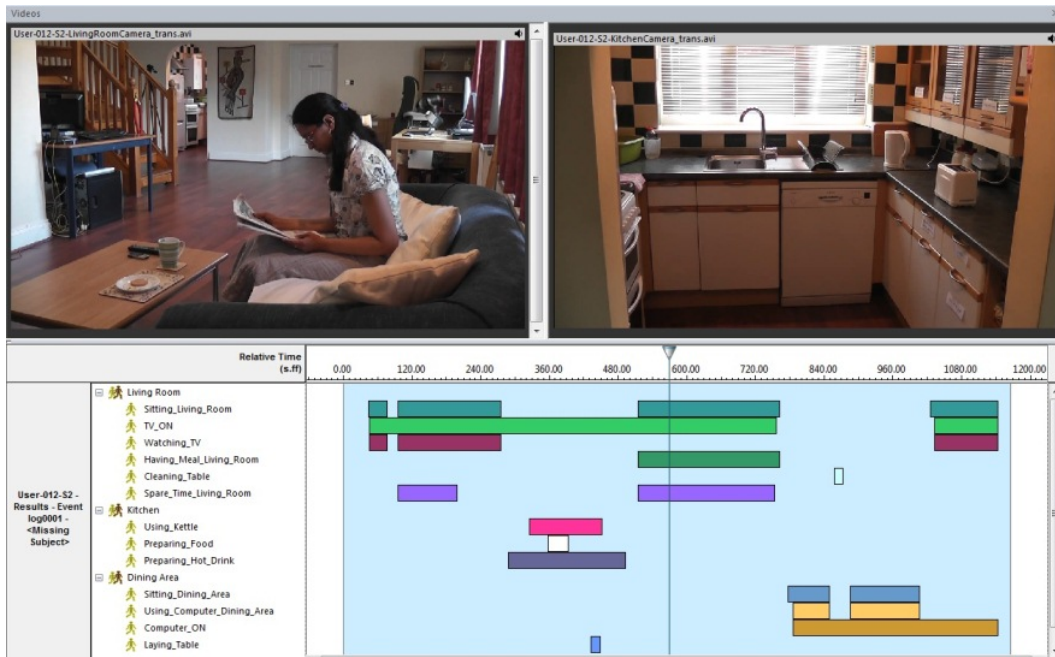 Videos
User-012-S2-LivingRoomCamera_trans.avi
User-012-S2-KitchenCamera_trans.avi
Relative Time
(s.ff)
0.00 120.00 240.00 360.00 480.00 600.00 720.00 840.00 960.00 1080.00 1200.00
User-012-S2 -
Results - Event
log0001 -
<Missing
Subject>
Living Room
Sitting_Living_Room
TV_ON
Watching_TV
Having_Meal_Living_Room
Cleaning_Table
Spare_Time_Living_Room
Kitchen
Using_Kettle
Preparing_Food
Preparing_Hot_Drink
Dining Area
Sitting_Dining_Area
Using_Computer_Dining_Area
Computer_ON
Laying_Table